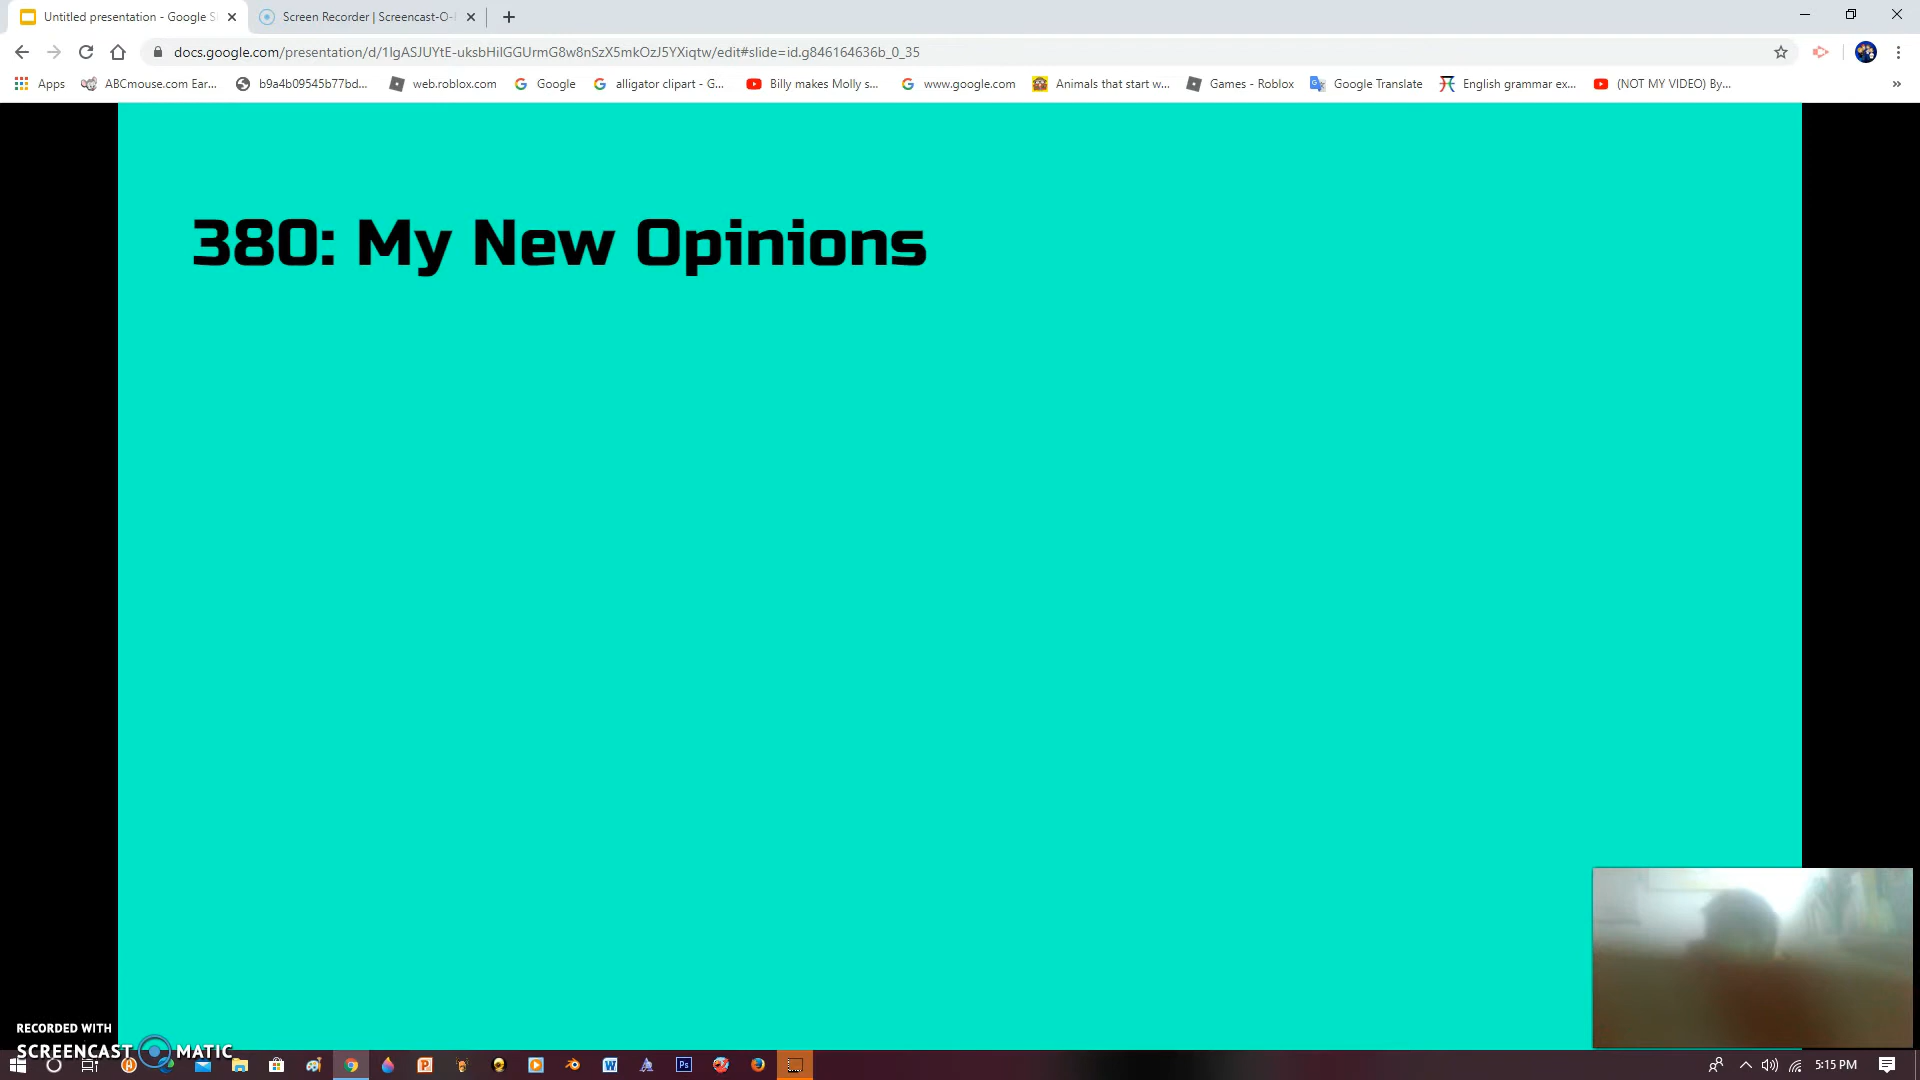 Untitled presentation - Google S
Screen Recorder | Screencast-O-
docs.google.com/presentation/d/1IgASJUYtE-uksbHilGGUrmG8w8nSzX5mkOzJ5YXiqtw/edit#slide=id.g846164636b_0_35
Apps
ABCmouse.com Ear...
b9a4b09545b77bd...
web.roblox.com
Google
alligator clipart - G...
Billy makes Molly s...
www.google.com
Animals that start w...
Games - Roblox
Google Translate
English grammar ex...
(NOT MY VIDEO) By...
380: My New Opinions
RECORDED WITH
SCREENCAST MATIC
5:15 PM